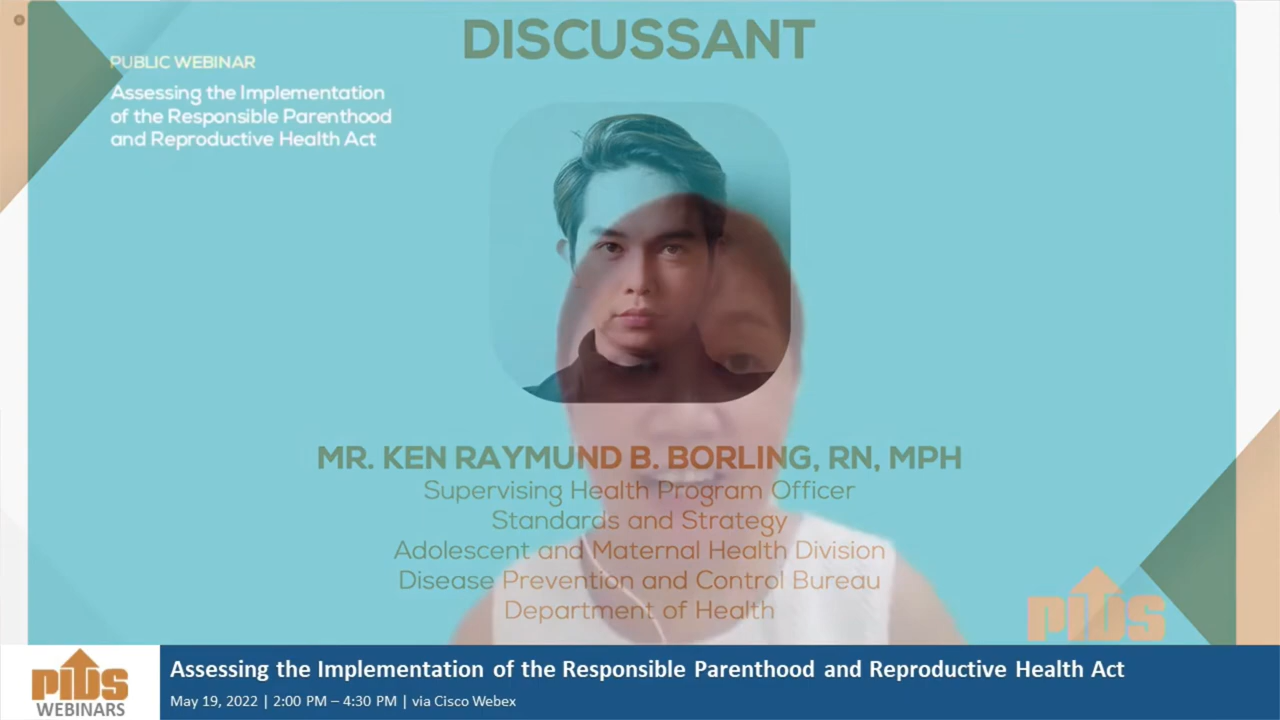 DISCUSSANT
PUBLIC WEBINAR
Assessing the Implementation
of the Responsible Parenthood
and Reproductive Health Act
MR. KEN RAYMUND B. BORLING, RN, MPH
Supervising Health Program Officer
Standards and Strategy
Adolescent and Maternal Health Division
Disease Prevention and Control Bureau
Department of Health
PIDS
PIDS
WEBINARS
Assessing the Implementation of the Responsible Parenthood and Reproductive Health Act
May 19, 2022 | 2:00 PM – 4:30 PM | via Cisco Webex